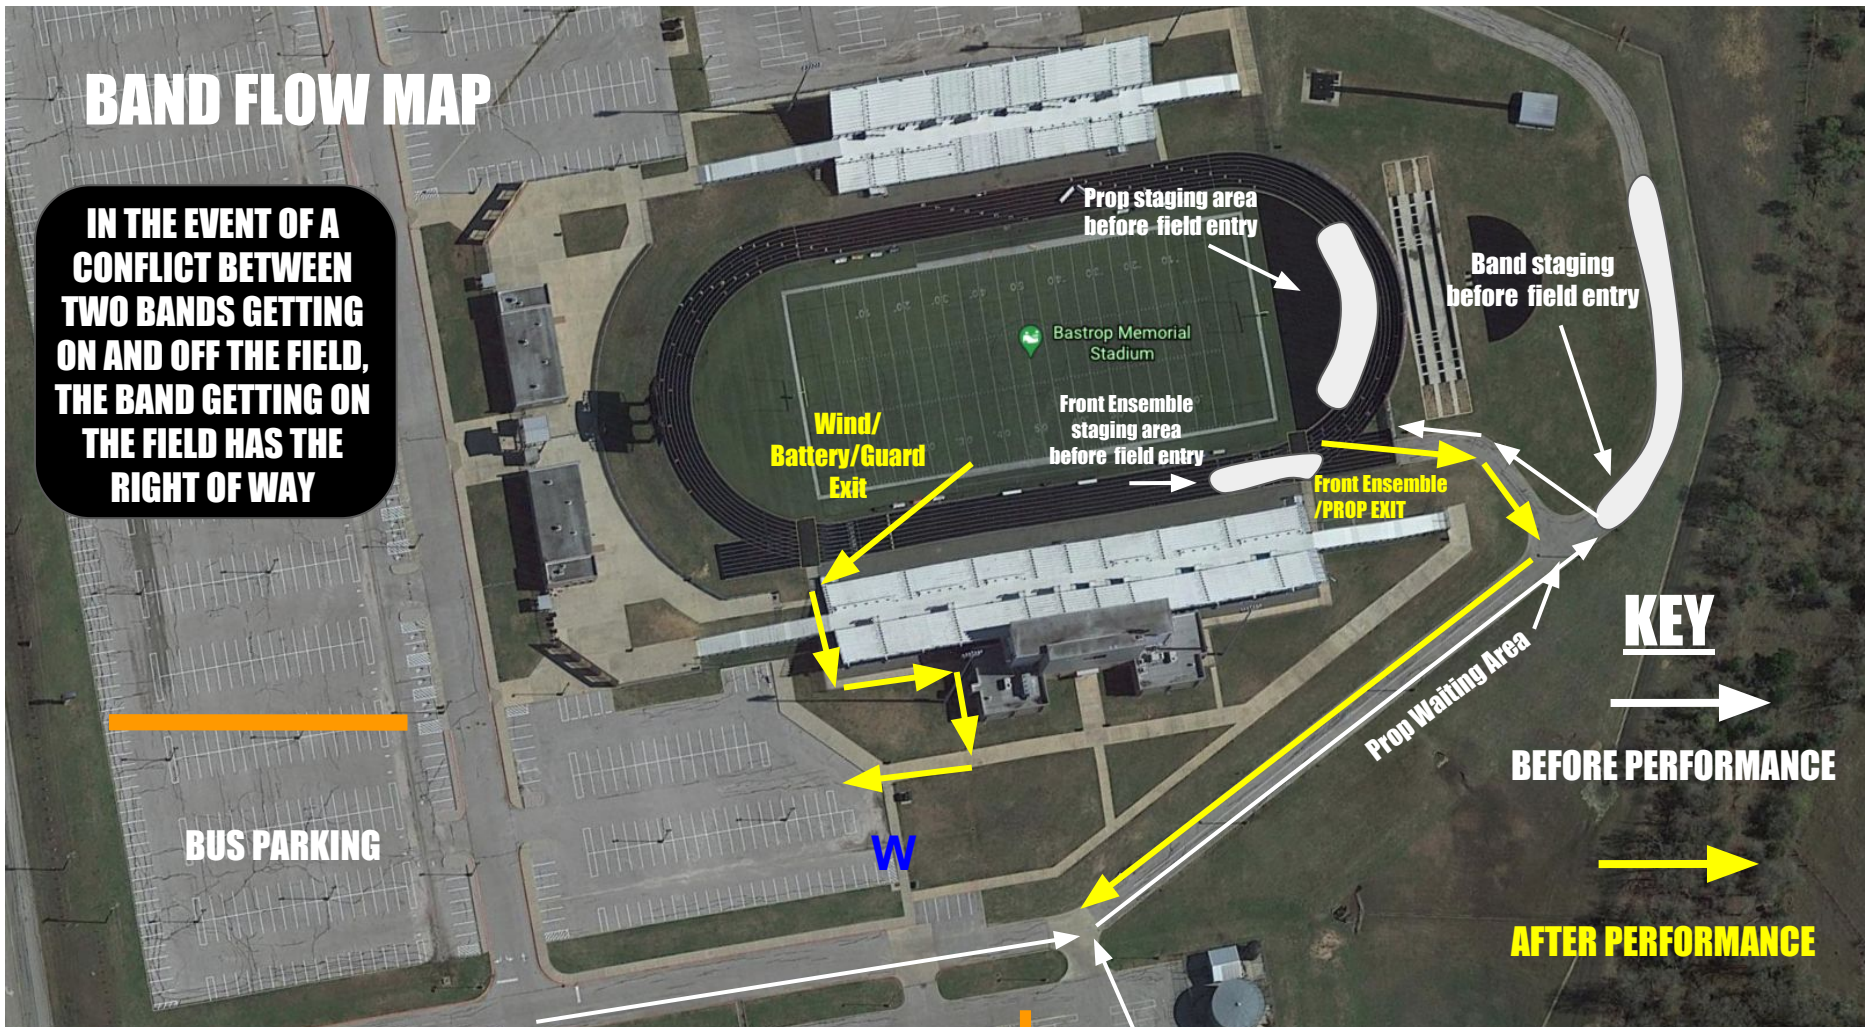 BAND FLOW MAP
IN THE EVENT OF A
CONFLICT BETWEEN
TWO BANDS GETTING
ON AND OFF THE FIELD,
THE BAND GETTING ON
THE FIELD HAS THE
RIGHT OF WAY
Prop staging area
before field entry
Band staging
before field entry
Bastrop Memorial
Stadium
Wind/
Battery/Guard
Exit
Front Ensemble
staging area
before field entry
Front Ensemble
/PROP EXIT
Prop Waiting Area
KEY
BEFORE PERFORMANCE
AFTER PERFORMANCE
BUS PARKING
W